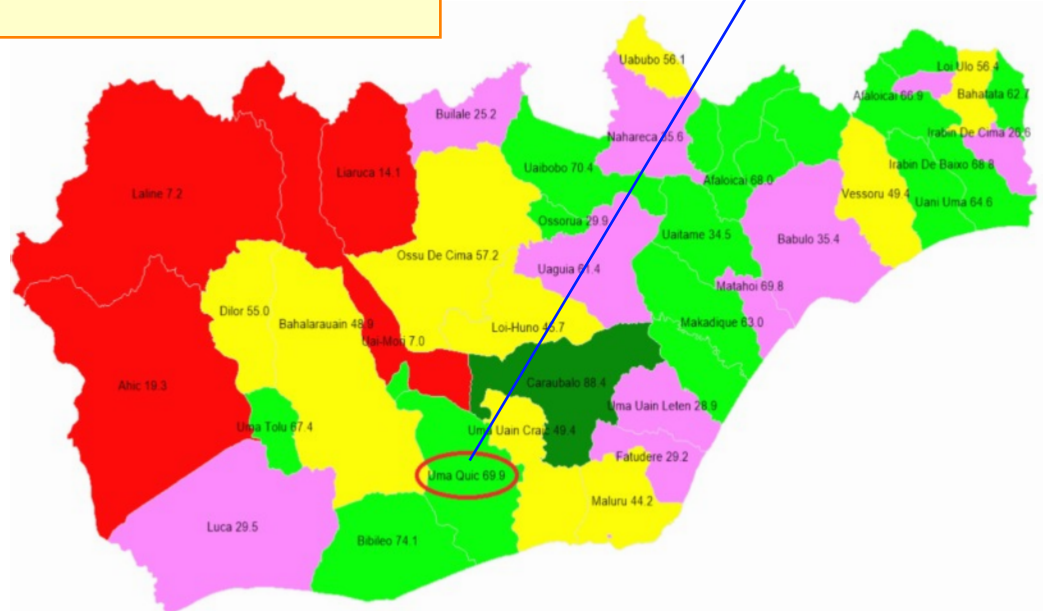 Uabubo 56.1
Loi Ulo 56.4
Afaloicai 66.9
Bahatata 62.7
Builale 25.2
Nahareca 35.6
Irabin De Cima 26.6
Uaibobo 70.4
Irabin De Baixo 68.8
Liaruca 14.1
Afaloicai 68.0
Laline 7.2
Vessoru 49.4
Uani Uma 64.6
Ossorua 29.9
Uaitame 34.5
Babulo 35.4
Ossu De Cima 57.2
Uaguia 61.4
Matahoi 69.8
Dilor 55.0
Bahalarauain 48.9
Loi-Huno 45.7
Makadique 63.0
Uai-Mori 7.0
Ahic 19.3
Caraubalo 88.4
Uma Uain Leten 28.9
Uma Tolu 67.4
Uma Uain Craic 49.4
Fatudere 29.2
Uma Quic 69.9
Maluru 44.2
Luca 29.5
Bibileo 74.1